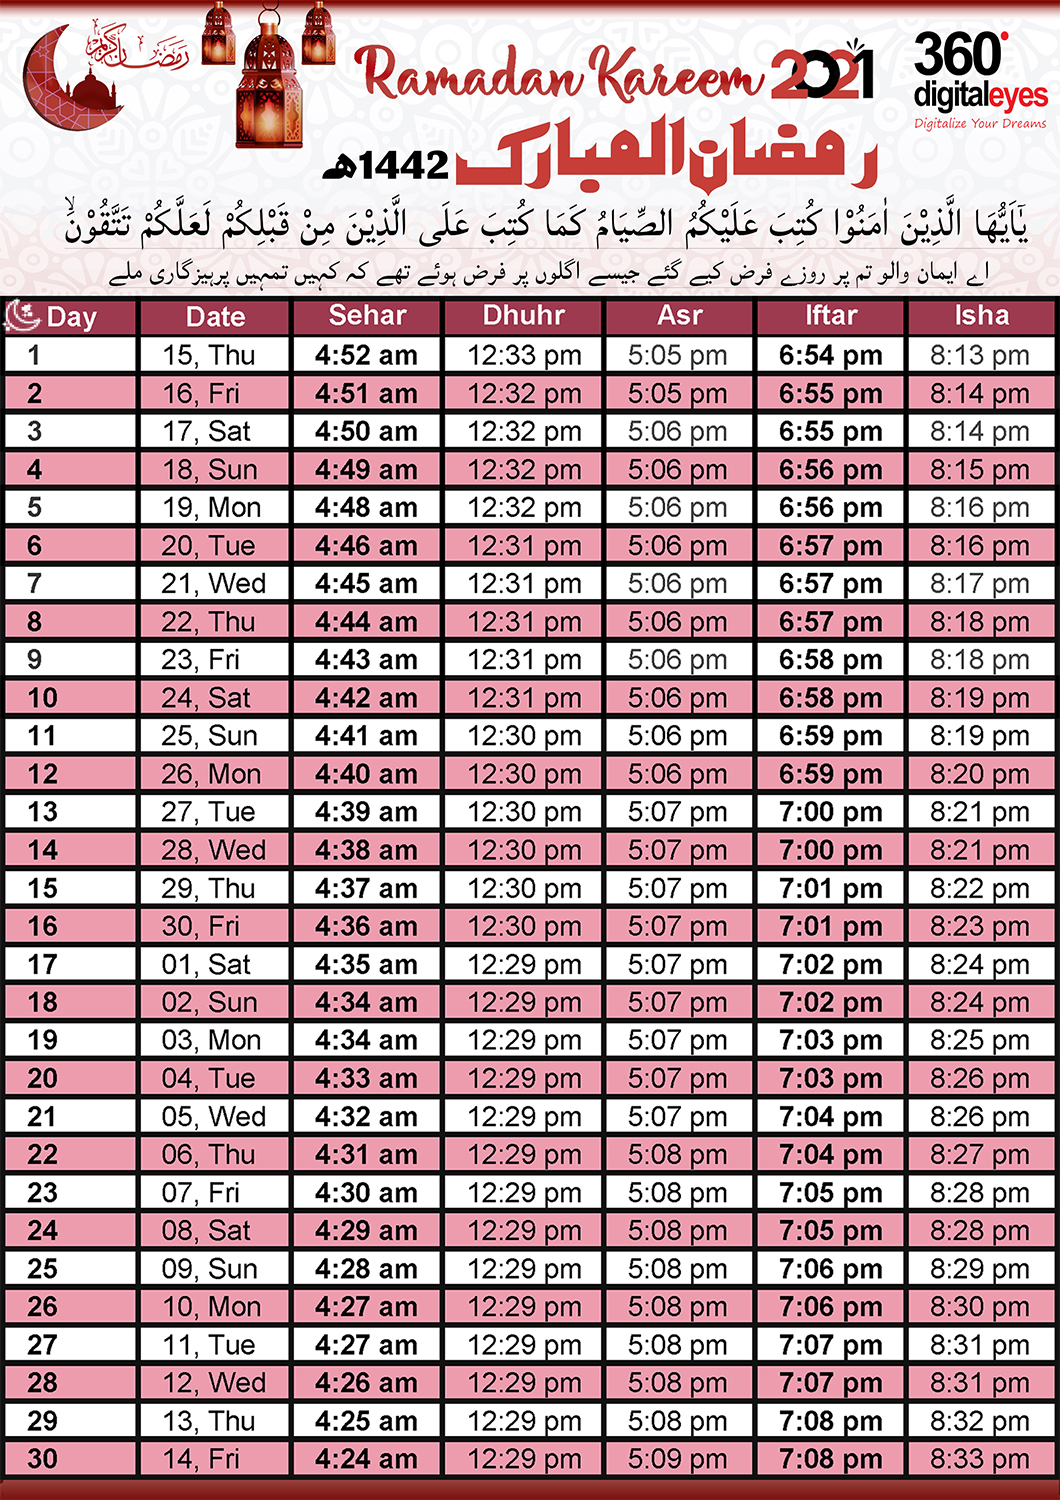 رمضان كريم
Ramadan Kareem 2021
360
digitaleyes
Digitalize Your Dreams
رمضان المبارک 1442ھ
يٰٓاَيُّهَا الَّذِيْنَ اٰمَنُوْا كُتِبَ عَلَيْكُمُ الصِّيَامُ كَمَا كُتِبَ عَلَى الَّذِيْنَ مِنْ قَبْلِكُمْ لَعَلَّكُمْ تَتَّقُوْنَۙ
اے ایمان والو تم پر روزے فرض کیے گئے جیسے اگلوں پر فرض ہوئے تھے کہ کہیں تمہیں پرہیزگاری ملے
Day Date Sehar Dhuhr Asr Iftar Isha
1 15, Thu 4:52 am 12:33 pm 5:05 pm 6:54 pm 8:13 pm
2 16, Fri 4:51 am 12:32 pm 5:05 pm 6:55 pm 8:14 pm
3 17, Sat 4:50 am 12:32 pm 5:06 pm 6:55 pm 8:14 pm
4 18, Sun 4:49 am 12:32 pm 5:06 pm 6:56 pm 8:15 pm
5 19, Mon 4:48 am 12:32 pm 5:06 pm 6:56 pm 8:16 pm
6 20, Tue 4:46 am 12:31 pm 5:06 pm 6:57 pm 8:16 pm
7 21, Wed 4:45 am 12:31 pm 5:06 pm 6:57 pm 8:17 pm
8 22, Thu 4:44 am 12:31 pm 5:06 pm 6:57 pm 8:18 pm
9 23, Fri 4:43 am 12:31 pm 5:06 pm 6:58 pm 8:18 pm
10 24, Sat 4:42 am 12:31 pm 5:06 pm 6:58 pm 8:19 pm
11 25, Sun 4:41 am 12:30 pm 5:06 pm 6:59 pm 8:19 pm
12 26, Mon 4:40 am 12:30 pm 5:06 pm 6:59 pm 8:20 pm
13 27, Tue 4:39 am 12:30 pm 5:07 pm 7:00 pm 8:21 pm
14 28, Wed 4:38 am 12:30 pm 5:07 pm 7:00 pm 8:21 pm
15 29, Thu 4:37 am 12:30 pm 5:07 pm 7:01 pm 8:22 pm
16 30, Fri 4:36 am 12:30 pm 5:07 pm 7:01 pm 8:23 pm
17 01, Sat 4:35 am 12:29 pm 5:07 pm 7:02 pm 8:24 pm
18 02, Sun 4:34 am 12:29 pm 5:07 pm 7:02 pm 8:24 pm
19 03, Mon 4:34 am 12:29 pm 5:07 pm 7:03 pm 8:25 pm
20 04, Tue 4:33 am 12:29 pm 5:07 pm 7:03 pm 8:26 pm
21 05, Wed 4:32 am 12:29 pm 5:07 pm 7:04 pm 8:26 pm
22 06, Thu 4:31 am 12:29 pm 5:08 pm 7:04 pm 8:27 pm
23 07, Fri 4:30 am 12:29 pm 5:08 pm 7:05 pm 8:28 pm
24 08, Sat 4:29 am 12:29 pm 5:08 pm 7:05 pm 8:28 pm
25 09, Sun 4:28 am 12:29 pm 5:08 pm 7:06 pm 8:29 pm
26 10, Mon 4:27 am 12:29 pm 5:08 pm 7:06 pm 8:30 pm
27 11, Tue 4:27 am 12:29 pm 5:08 pm 7:07 pm 8:31 pm
28 12, Wed 4:26 am 12:29 pm 5:08 pm 7:07 pm 8:31 pm
29 13, Thu 4:25 am 12:29 pm 5:08 pm 7:08 pm 8:32 pm
30 14, Fri 4:24 am 12:29 pm 5:09 pm 7:08 pm 8:33 pm